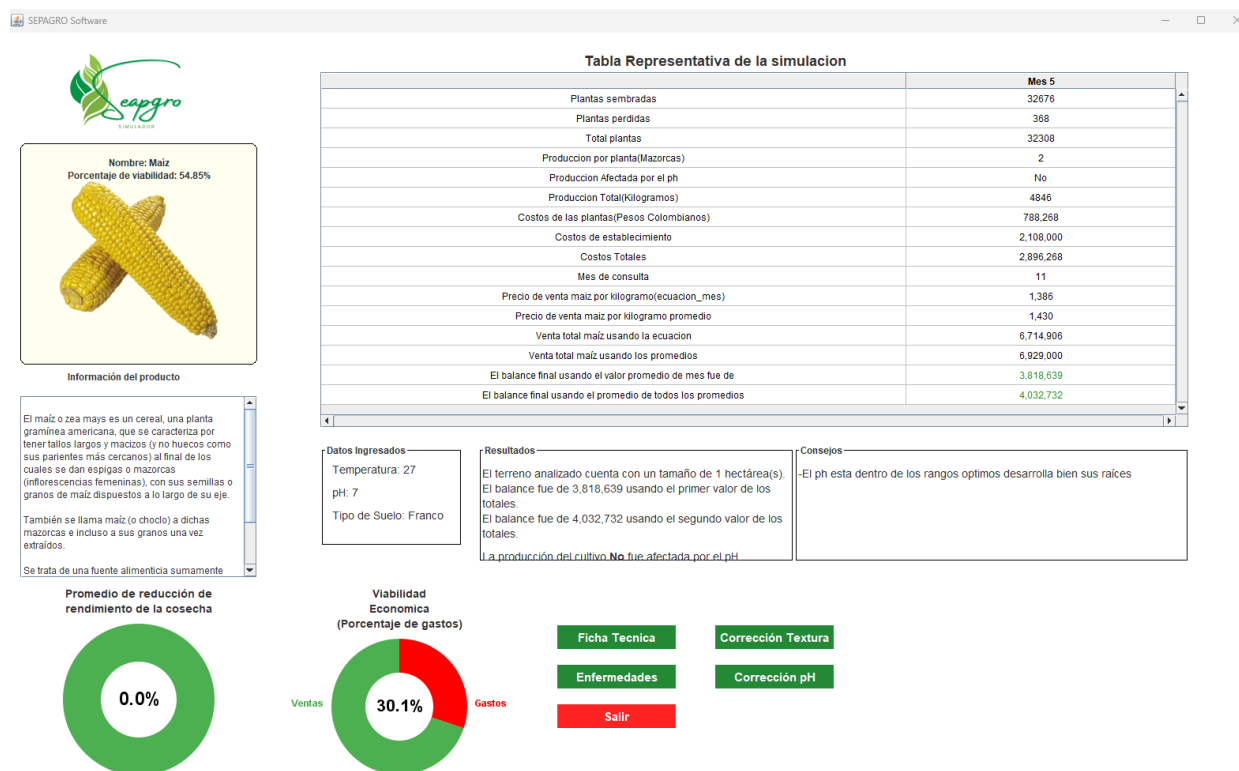 SEPAGRO Software
Seapgro
SIMULADOR
Nombre: Maíz
Porcentaje de viabilidad: 54.85%
Información del producto
El maíz o zea mays es un cereal, una planta
gramínea americana, que se caracteriza por
tener tallos largos y macizos (y no huecos como
sus parientes más cercanos) al final de los
cuales se dan espigas o mazorcas
(inflorescencias femeninas), con sus semillas o
granos de maíz dispuestos a lo largo de su eje.
También se llama maíz (o choclo) a dichas
mazorcas e incluso a sus granos una vez
extraídos.
Se trata de una fuente alimenticia sumamente
Tabla Representativa de la simulacion
Mes 5
Plantas sembradas 32676
Plantas perdidas 368
Total plantas 32308
Produccion por planta(Mazorcas) 2
Produccion Afectada por el ph No
Produccion Total(Kilogramos) 4846
Costos de las plantas(Pesos Colombianos) 788,268
Costos de establecimiento 2,108,000
Costos Totales 2,896,268
Mes de consulta 11
Precio de venta maiz por kilogramo(ecuacion_mes) 1,386
Precio de venta maiz por kilogramo promedio 1,430
Venta total maíz usando la ecuacion 6,714,906
Venta total maíz usando los promedios 6,929,000
El balance final usando el valor promedio de mes fue de 3,818,639
El balance final usando el promedio de todos los promedios 4,032,732
Datos Ingresados
Temperatura: 27
pH: 7
Tipo de Suelo: Franco
Resultados
El terreno analizado cuenta con un tamaño de 1 hectárea(s).
El balance fue de 3,818,639 usando el primer valor de los
totales.
El balance fue de 4,032,732 usando el segundo valor de los
totales.
La producción del cultivo No fue afectada por el pH
Consejos
-El ph esta dentro de los rangos optimos desarrolla bien sus raíces
Promedio de reducción de
rendimiento de la cosecha
0.0%
Viabilidad
Economica
(Porcentaje de gastos)
Ventas
30.1%
Gastos
Ficha Tecnica
Corrección Textura
Enfermedades
Corrección pH
Salir